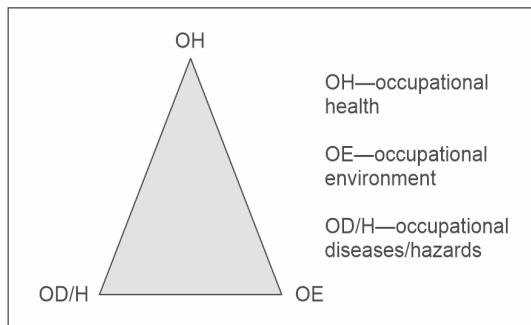 OH
OH—occupational
health
OE—occupational
environment
OD/H—occupational
diseases/hazards
OD/H
OE